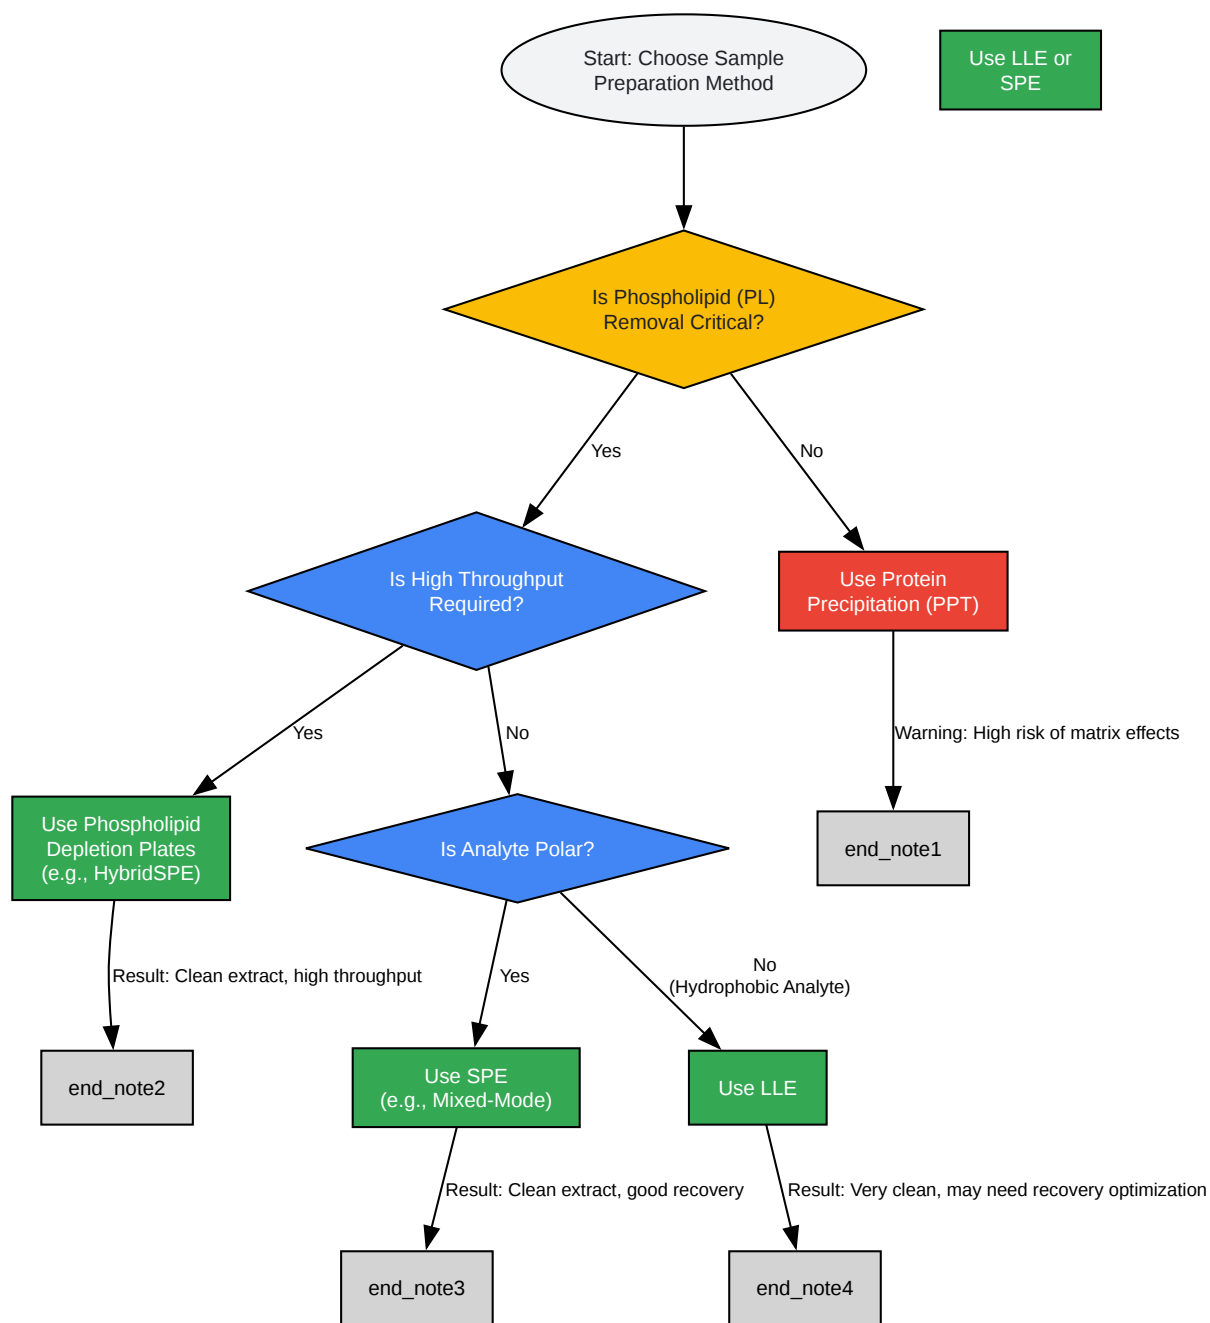 Start: Choose Sample
Preparation Method
Use LLE or
SPE
Is Phospholipid (PL)
Removal Critical?
Yes
No
Is High Throughput
Required?
Use Protein
Precipitation (PPT)
Yes
No
Warning: High risk of matrix effects
Use Phospholipid
Depletion Plates
(e.g., HybridSPE)
Is Analyte Polar?
end_note1
Result: Clean extract, high throughput
Yes
No
(Hydrophobic Analyte)
end_note2
Use SPE
(e.g., Mixed-Mode)
Use LLE
Result: Clean extract, good recovery
Result: Very clean, may need recovery optimization
end_note3
end_note4